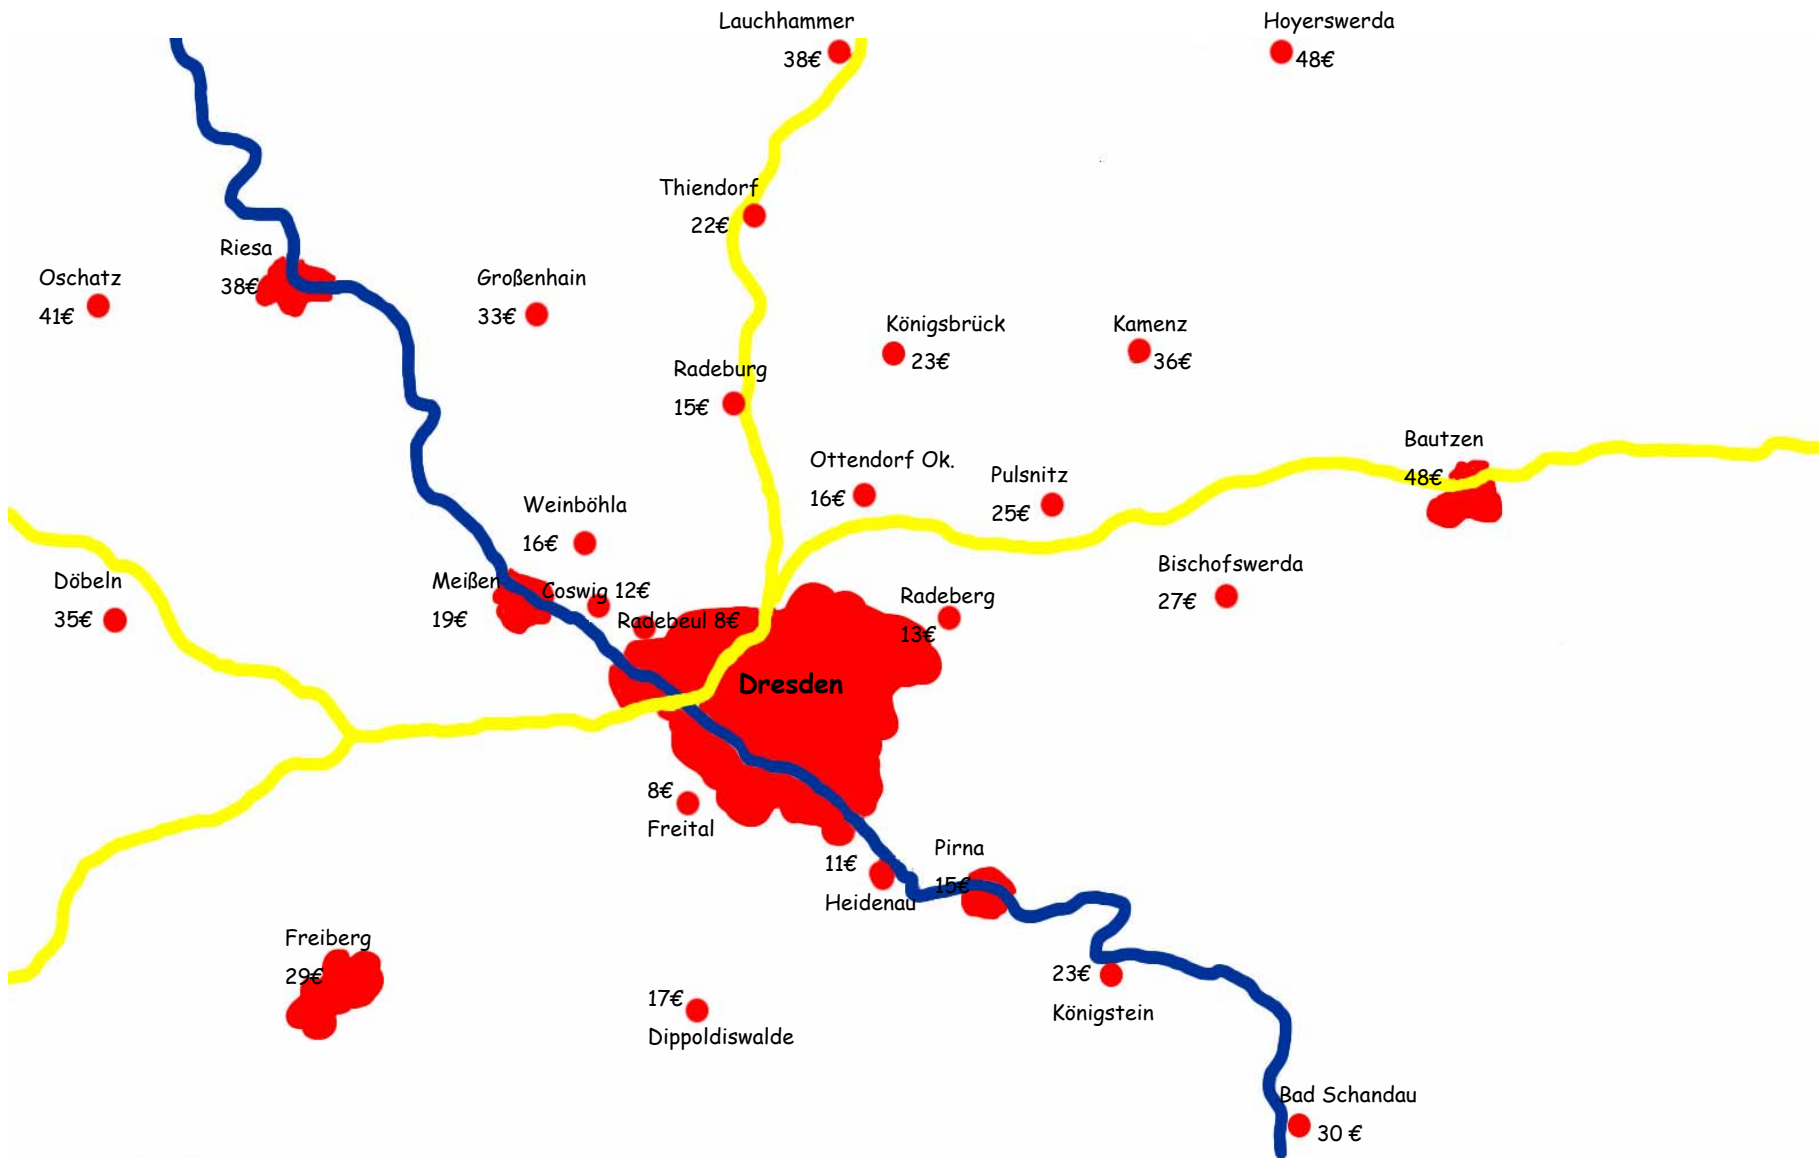 Lauchhammer
38€
Hoyerswerda
48€
Thiendorf
22€
Riesa
38€
Oschatz
41€
Großenhain
33€
Königsbrück
23€
Kamenz
36€
Radeburg
15€
Bautzen
48€
Ottendorf Ok.
16€
Pulsnitz
25€
Weinböhla
16€
Bischofswerda
27€
Döbeln
35€
Meißen
19€
Coswig 12€
Radebeul 8€
Radeberg
13€
Dresden
8€
Freital
11€
Heidenau
Pirna
15€
Freiberg
29€
23€
Königstein
17€
Dippoldiswalde
Bad Schandau
30 €